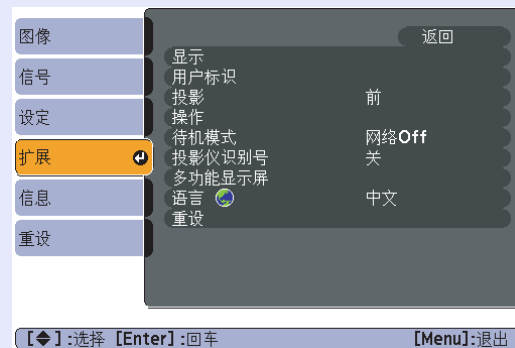 图像
信号
设定
扩展
信息
重设
返回
显示
用户标识
投影 前
操作
待机模式 网络Off
投影仪识别号 关
多功能显示屏
语言 中文
重设
[◆]:选择 [Enter]:回车 [Menu]:退出